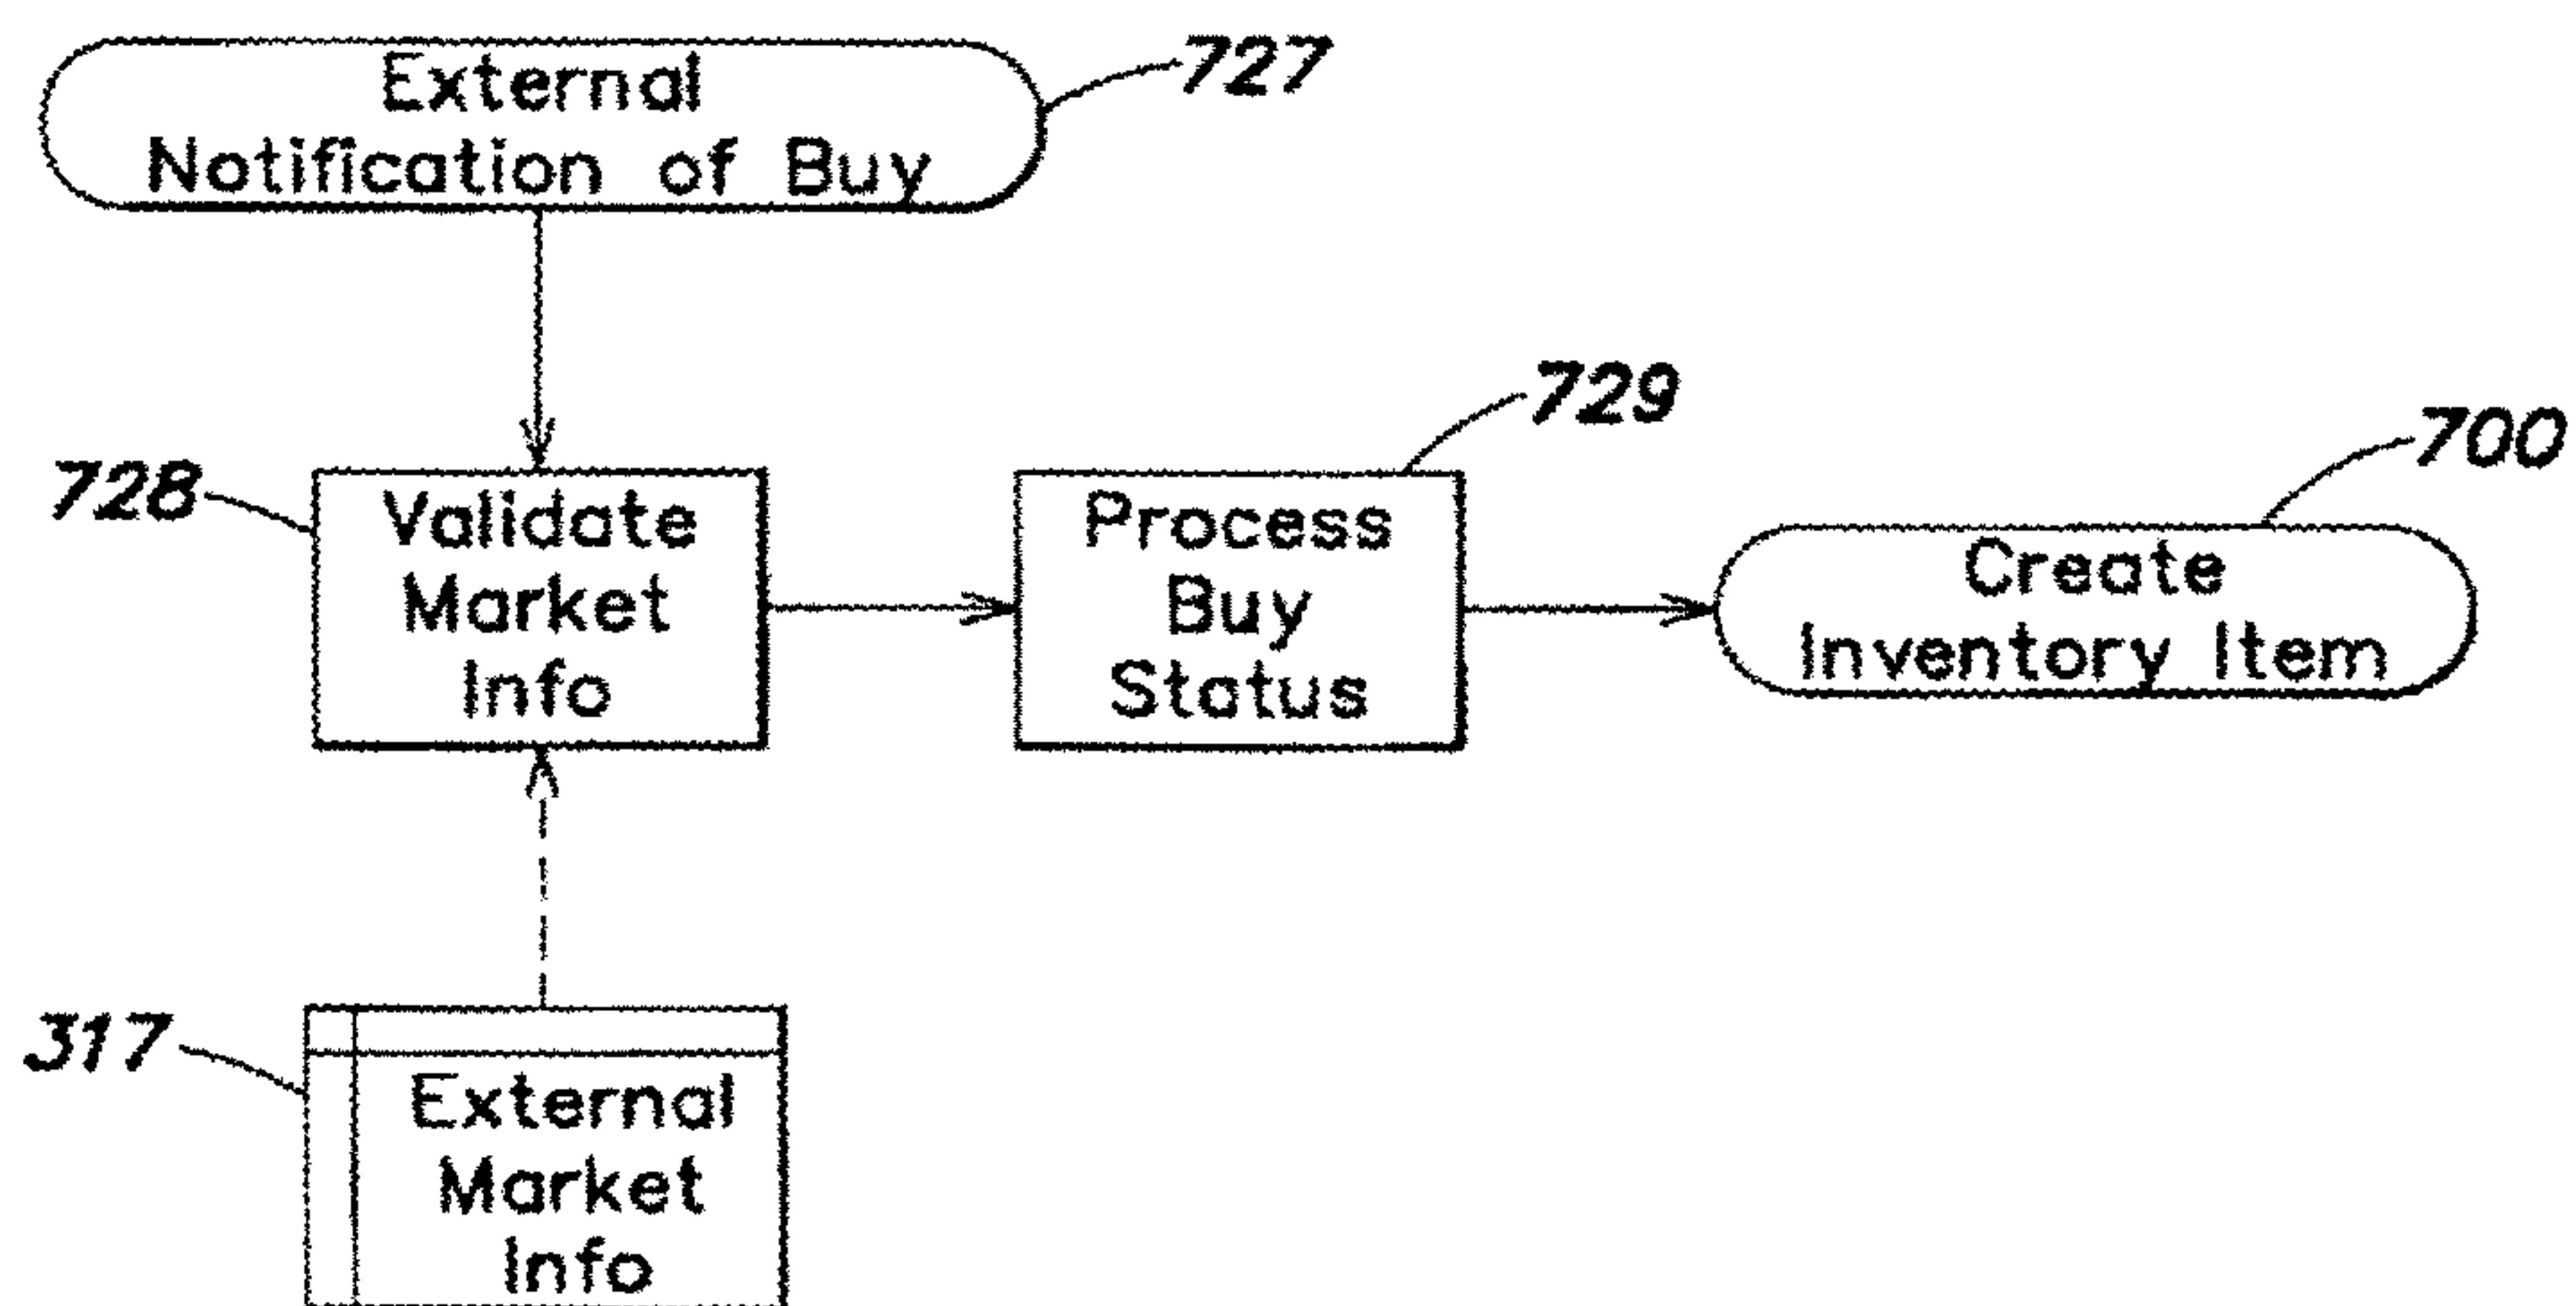 External
Notification of Buy
727
728
Validate
Market
Info
729
Process
Buy
Status
700
Create
Inventory Item
317
External
Market
Info